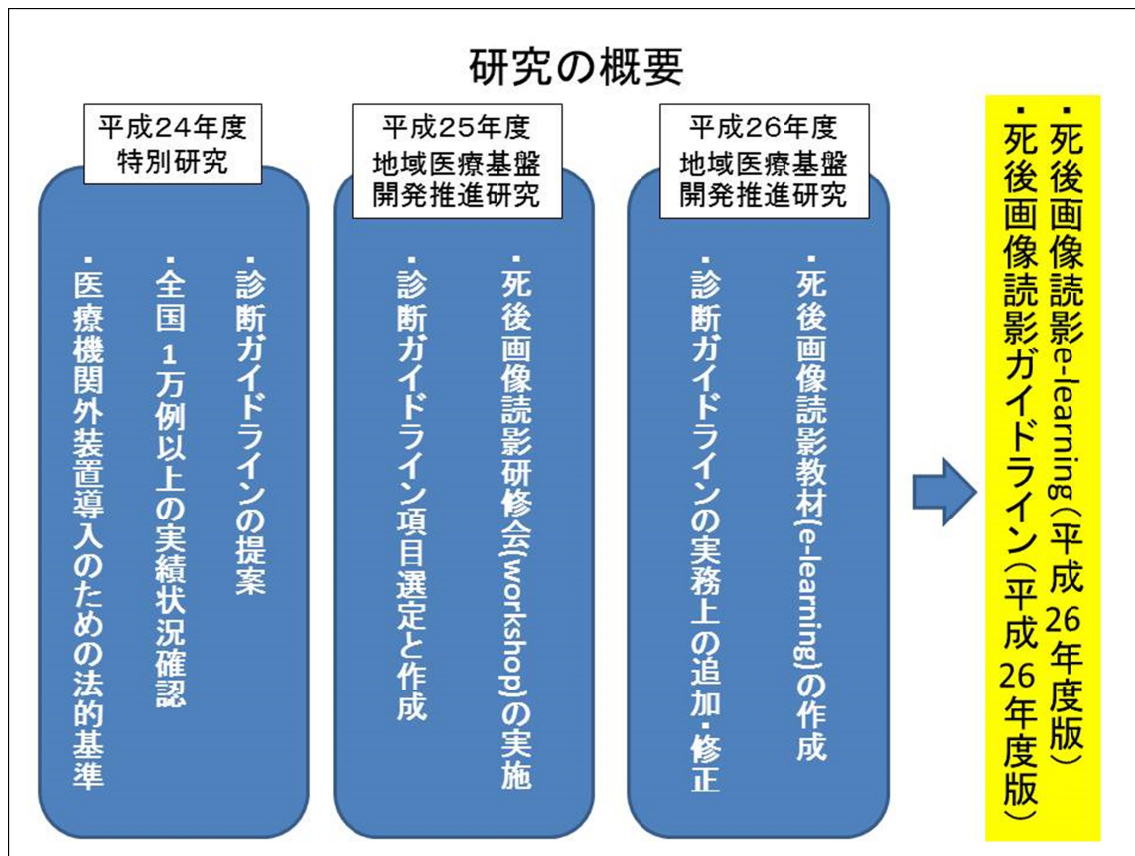 研究の概要
平成24年度
特別研究
・診断ガイドラインの提案
・全国１万例以上の実績状況確認
・医療機関外装置導入のための法的基準
平成25年度
地域医療基盤
開発推進研究
・死後画像読影研修会(workshop)の実施
・診断ガイドライン項目選定と作成
平成26年度
地域医療基盤
開発推進研究
・死後画像読影教材(e-learning)の作成
・診断ガイドラインの実務上の追加・修正
・死後画像読影e-learning（平成26年度版）
・死後画像読影ガイドライン（平成26年度版）